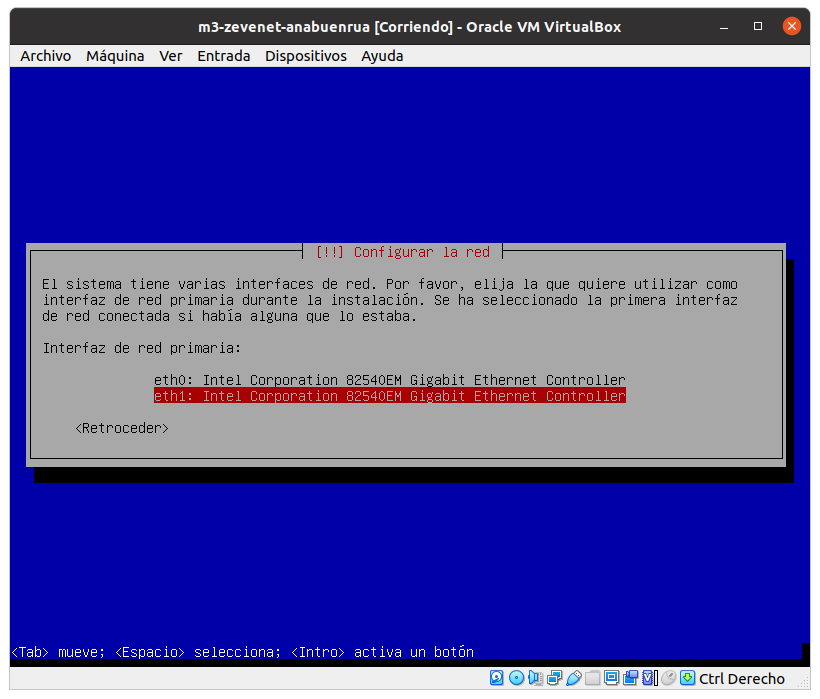 m3-zevenet-anabuenrua [Corriendo] - Oracle VM VirtualBox
Archivo Máquina Ver Entrada Dispositivos Ayuda
[!!] Configurar la red
El sistema tiene varias interfaces de red. Por favor, elija la que quiere utilizar como
interfaz de red primaria durante la instalación. Se ha seleccionado la primera interfaz
de red conectada si había alguna que lo estaba.
Interfaz de red primaria:
eth0: Intel Corporation 82540EM Gigabit Ethernet Controller
eth1: Intel Corporation 82540EM Gigabit Ethernet Controller
<Retroceder>
<Tab> mueve; <Espacio> selecciona; <Intro> activa un botón
Ctrl Derecho